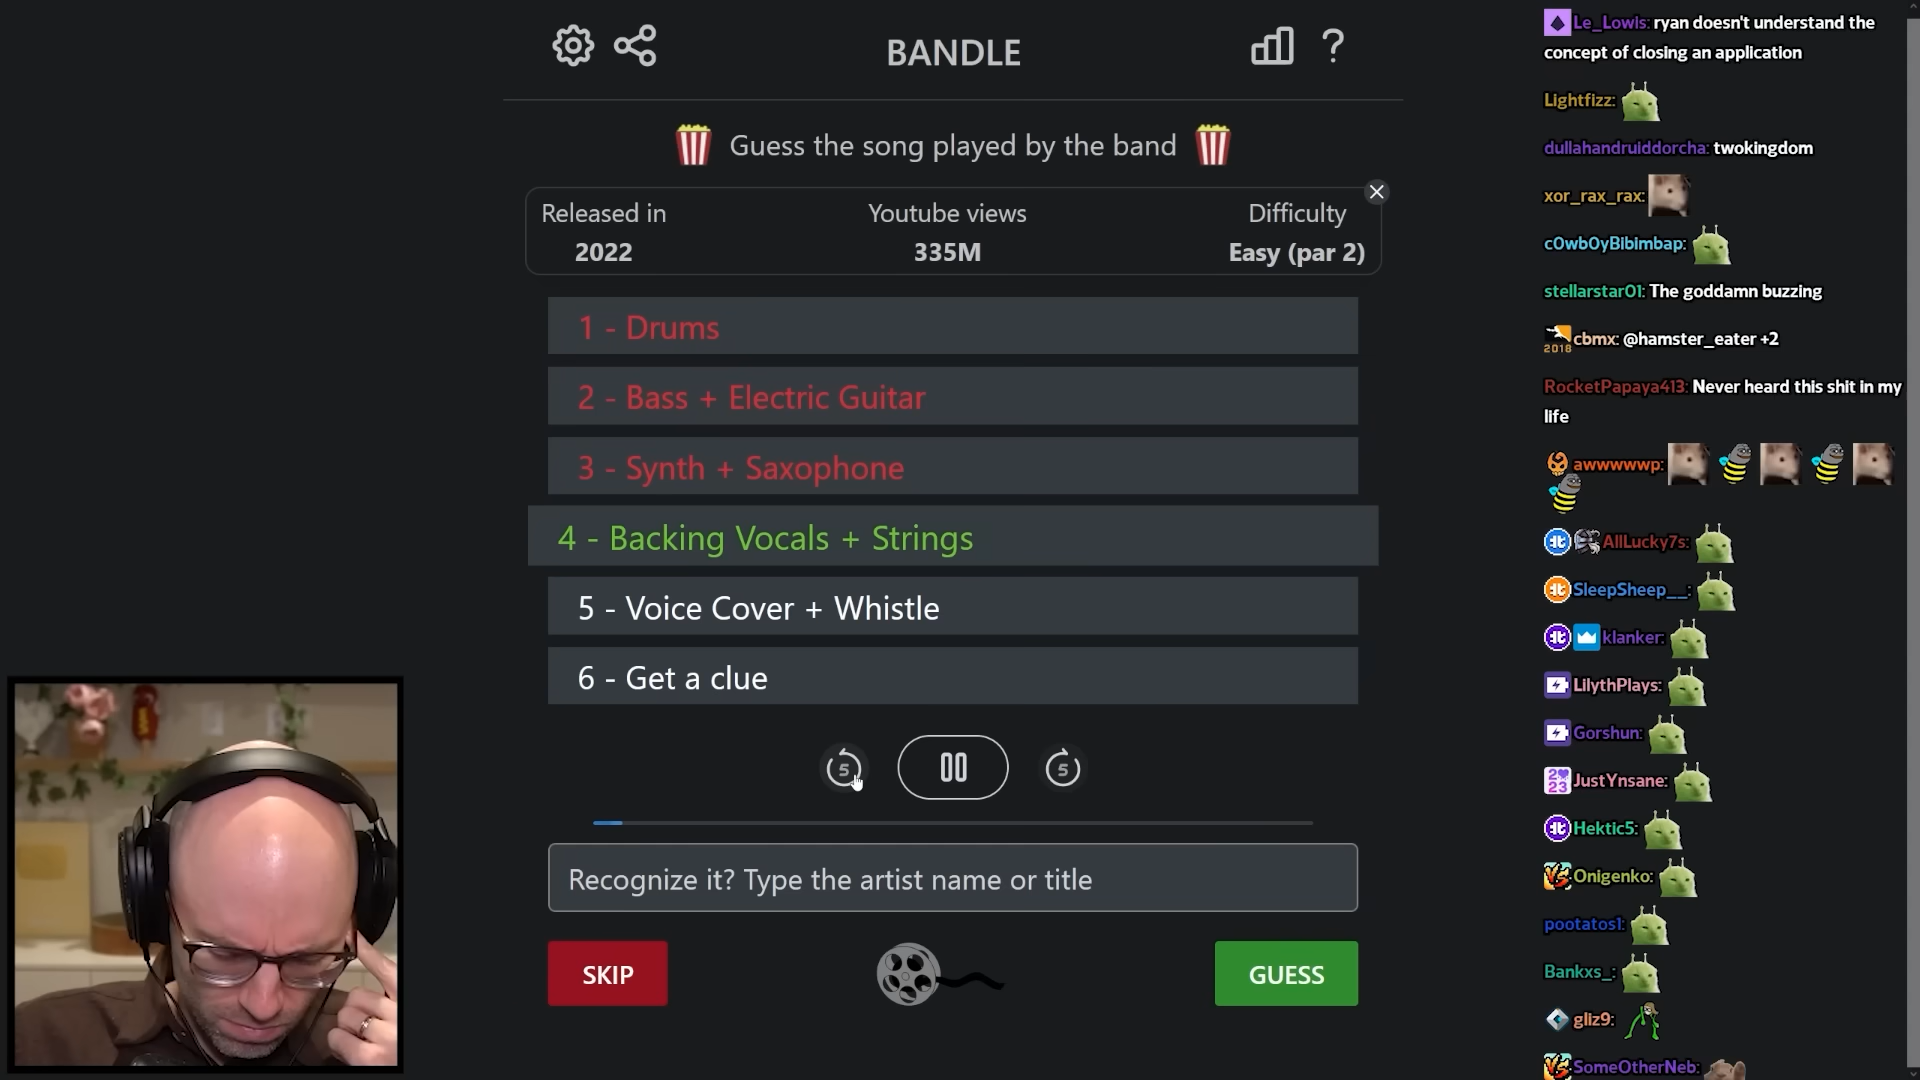 BANDLE
Guess the song played by the band
Released in
2022
Youtube views
335M
Difficulty
Easy (par 2)
1 - Drums
2 - Bass + Electric Guitar
3 - Synth + Saxophone
4 - Backing Vocals + Strings
5 - Voice Cover + Whistle
6 - Get a clue
5
5
Recognize it? Type the artist name or title
SKIP
GUESS
Le_Lowis: ryan doesn't understand the
concept of closing an application
Lightfizz:
dullahandruiddorcha: twokingdom
xor_rax_rax:
c0wb0yBibimbap:
stellarstar01: The goddamn buzzing
2018 cbmx: @hamster_eater +2
RocketPapaya413: Never heard this shit in my
life
awwwwwp:
AllLucky7s:
SleepSheep__:
klanker:
LilythPlays:
Gorshun:
JustYnsane:
Hektic5:
Onigenko:
pootatos1:
Bankxs_:
gliz9:
SomeOtherNeb: